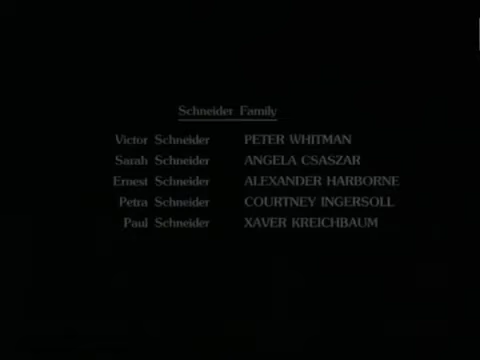 Schneider Family
Victor Schneider PETER WHITMAN
Sarah Schneider ANGELA CSASZAR
Ernest Schneider ALEXANDER HARBORNE
Petra Schneider COURTNEY INGERSOLL
Paul Schneider XAVER KREICHBAUM